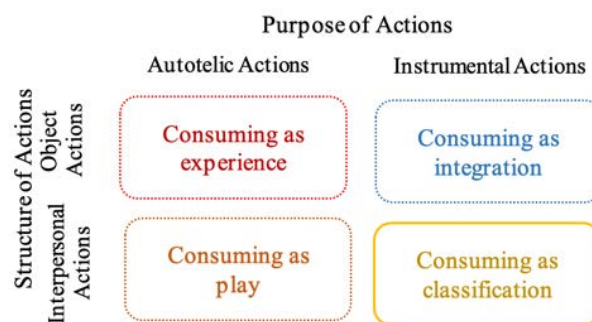 Purpose of Actions
Autotelic Actions
Instrumental Actions
Structure of Actions
Object
Actions
Consuming as
experience
Consuming as
integration
Interpersonal
Actions
Consuming as
play
Consuming as
classification